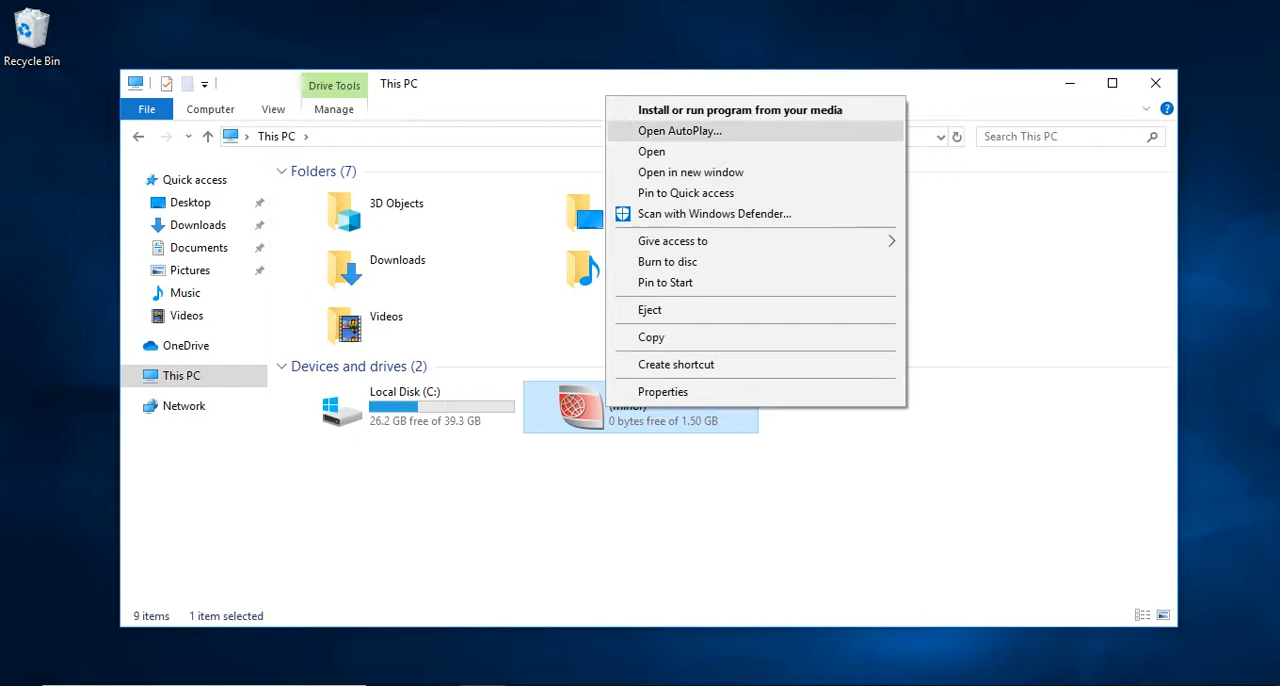 Recycle Bin
Drive Tools
This PC
File
Computer
View
Manage
This PC
Search This PC
Quick access
Desktop
Downloads
Documents
Pictures
Music
Videos
OneDrive
This PC
Network
Folders (7)
3D Objects
Downloads
Videos
Devices and drives (2)
Local Disk (C:)
26.2 GB free of 39.3 GB
0 bytes free of 1.50 GB
Install or run program from your media
Open AutoPlay...
Open
Open in new window
Pin to Quick access
Scan with Windows Defender...
Give access to
Burn to disc
Pin to Start
Eject
Copy
Create shortcut
Properties
9 items
1 item selected